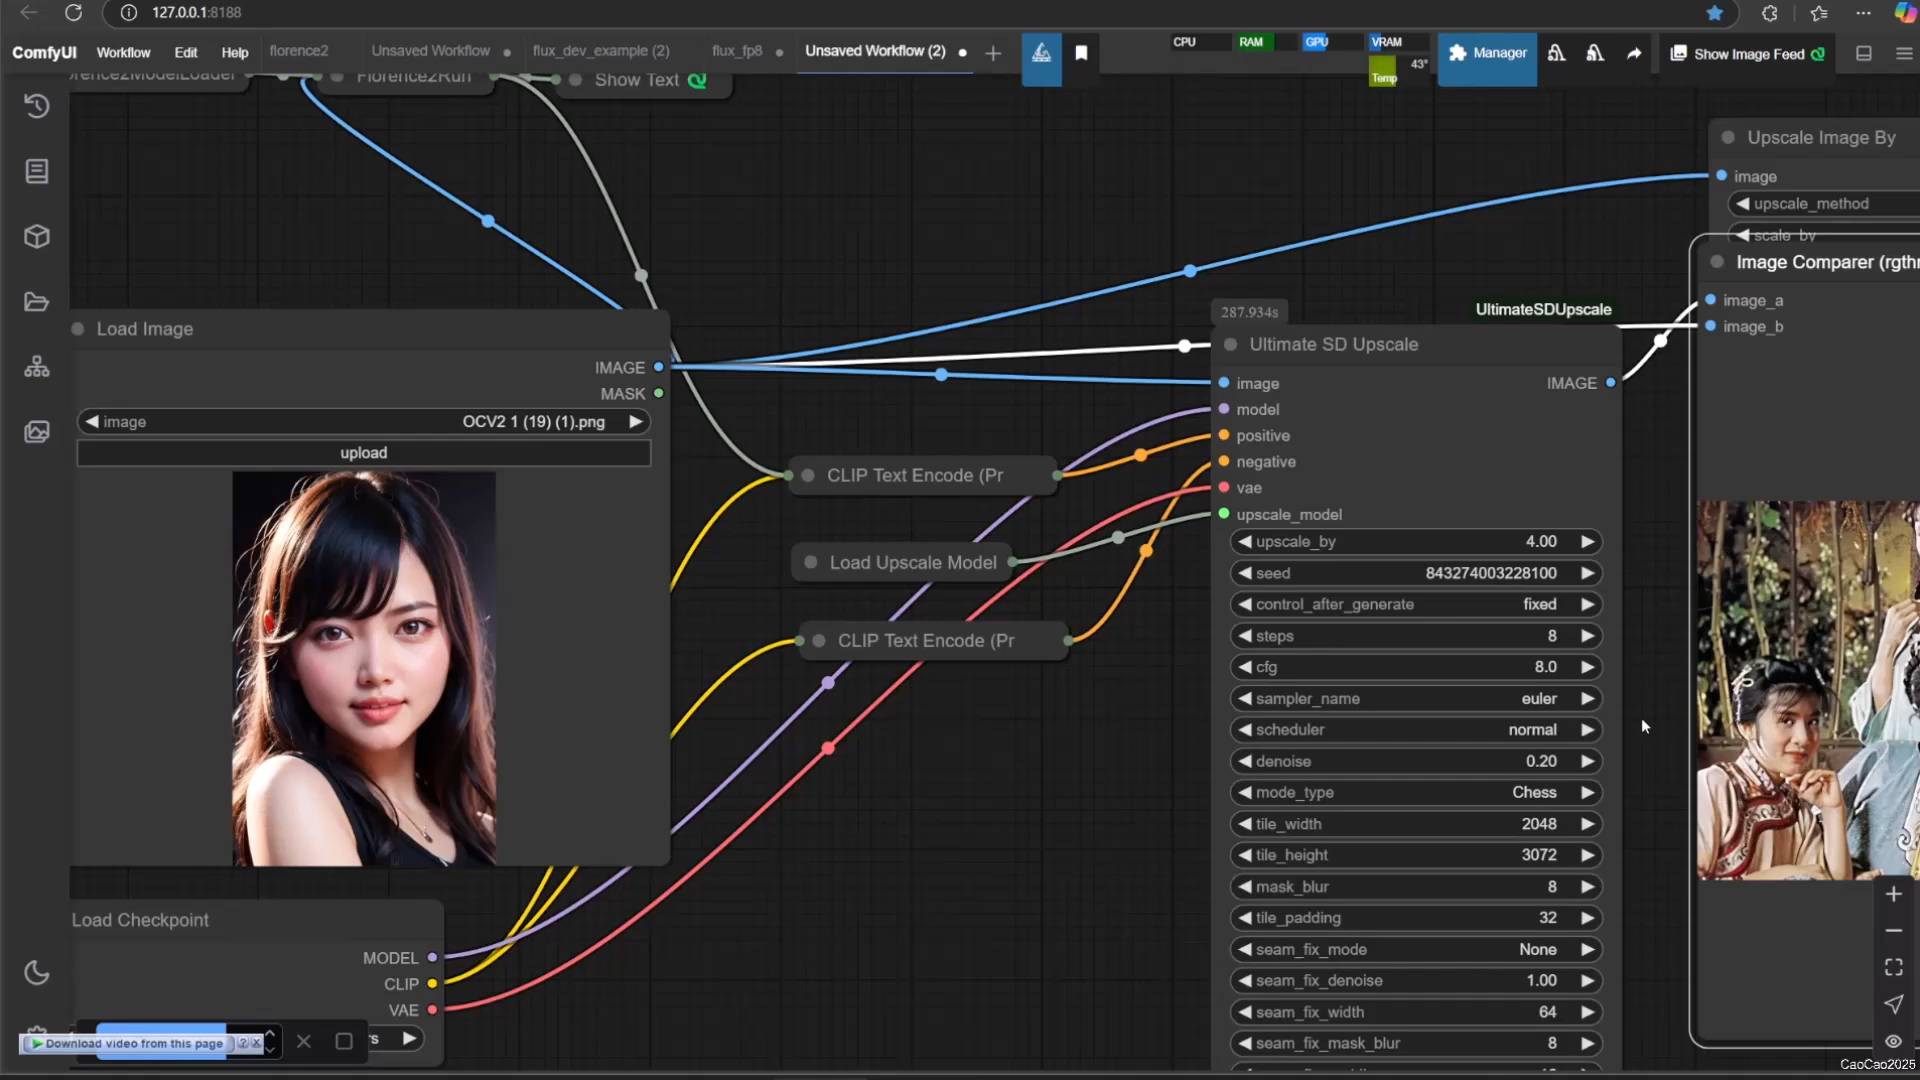 127.0.0.1:8188
ComfyUI Workflow Edit Help florence2 Unsaved Workflow flux_dev_example (2) flux_fp8 Unsaved Workflow (2)
CPU RAM GPU VRAM
Temp 43°
Manager
Show Image Feed
Florence2Run
Show Text
Upscale Image By
image
upscale_method
scale_by
Image Comparer (rgthr
image_a
image_b
Load Image
IMAGE
MASK
image OCV2 1 (19) (1).png
upload
287.934s
UltimateSDUpscale
Ultimate SD Upscale
image IMAGE
model
positive
negative
vae
upscale_model
upscale_by 4.00
seed 843274003228100
control_after_generate fixed
steps 8
cfg 8.0
sampler_name euler
scheduler normal
denoise 0.20
mode_type Chess
tile_width 2048
tile_height 3072
mask_blur 8
tile_padding 32
seam_fix_mode None
seam_fix_denoise 1.00
seam_fix_width 64
seam_fix_mask_blur 8
CLIP Text Encode (Pr
Load Upscale Model
CLIP Text Encode (Pr
Load Checkpoint
MODEL
CLIP
VAE
rs
Download video from this page ? x
CaoCao2025